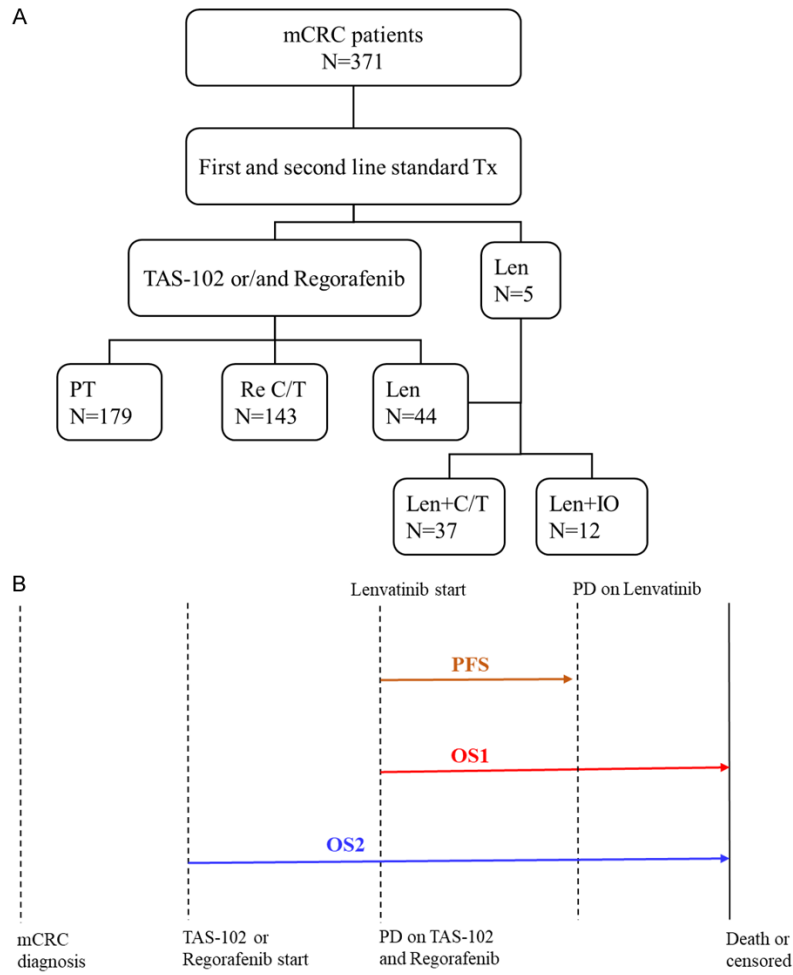 A
mCRC patients
N=371
First and second line standard Tx
TAS-102 or/and Regorafenib
Len
N=5
PT
N=179
Re C/T
N=143
Len
N=44
Len+C/T
N=37
Len+IO
N=12
B
Lenvatinib start
PD on Lenvatinib
PFS
OS1
OS2
mCRC
diagnosis
TAS-102 or
Regorafenib start
PD on TAS-102
and Regorafenib
Death or
censored